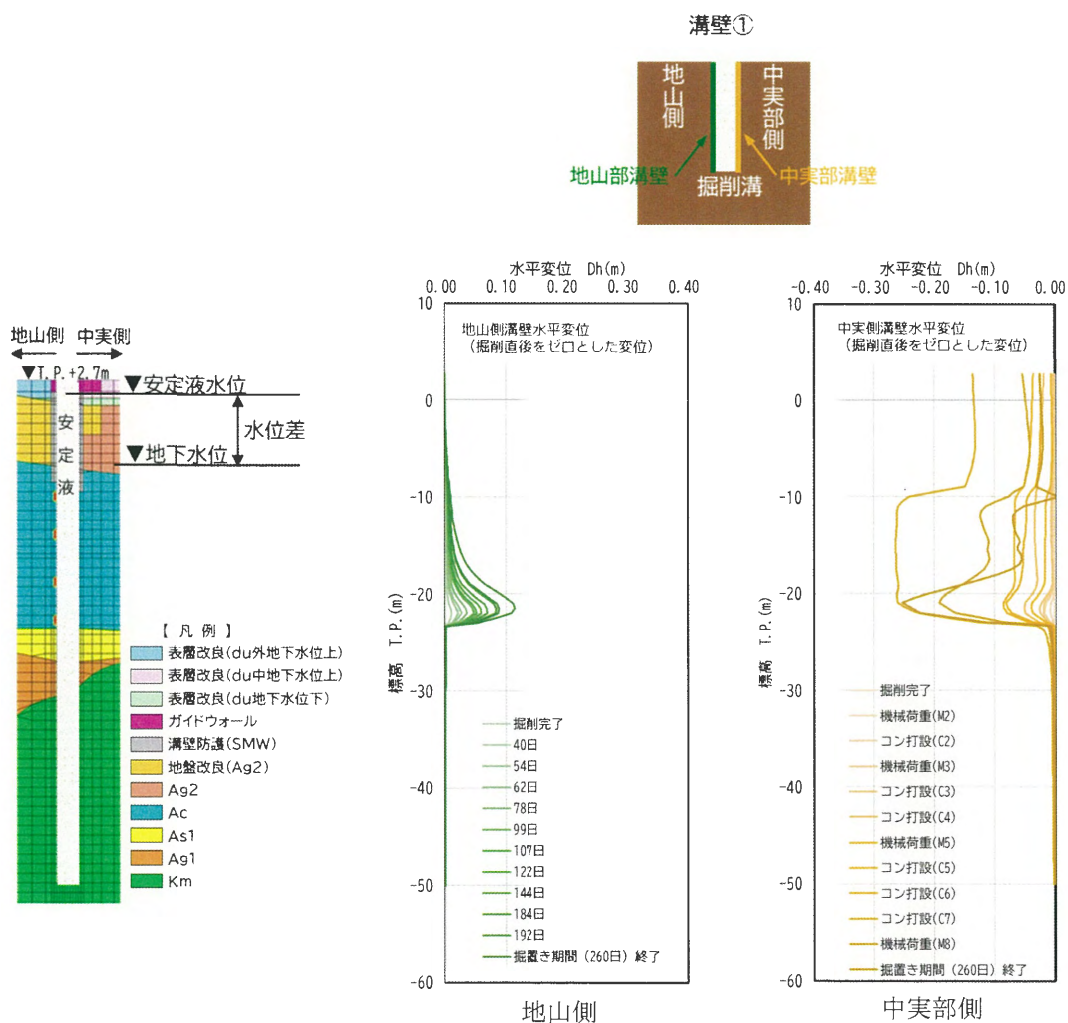 溝壁①
地山側
中実部側
地山部溝壁
中実部溝壁
掘削溝
地山側 中実側
▼T.P.+2.7m
▼安定液水位
安定液
水位差
▼地下水位
【 凡 例 】
表層改良(du外地下水位上)
表層改良(du中地下水位上)
表層改良(du地下水位下)
ガイドウォール
溝壁防護(SMW)
地盤改良(Ag2)
Ag2
Ac
As1
Ag1
Km
水平変位 Dh(m)
0.00 0.10 0.20 0.30 0.40
10
0
-10
-20
-30
-40
-50
-60
標高 T.P.(m)
地山側溝壁水平変位
(掘削直後をゼロとした変位)
掘削完了
40日
54日
62日
78日
99日
107日
122日
144日
184日
192日
掘置き期間(260日)終了
地山側
水平変位 Dh(m)
-0.40 -0.30 -0.20 -0.10 0.00
10
0
-10
-20
-30
-40
-50
-60
標高 T.P.(m)
中実側溝壁水平変位
(掘削直後をゼロとした変位)
掘削完了
機械荷重(M2)
コン打設(C2)
機械荷重(M3)
コン打設(C3)
コン打設(C4)
機械荷重(M5)
コン打設(C5)
コン打設(C6)
コン打設(C7)
機械荷重(M8)
掘置き期間(260日)終了
中実部側